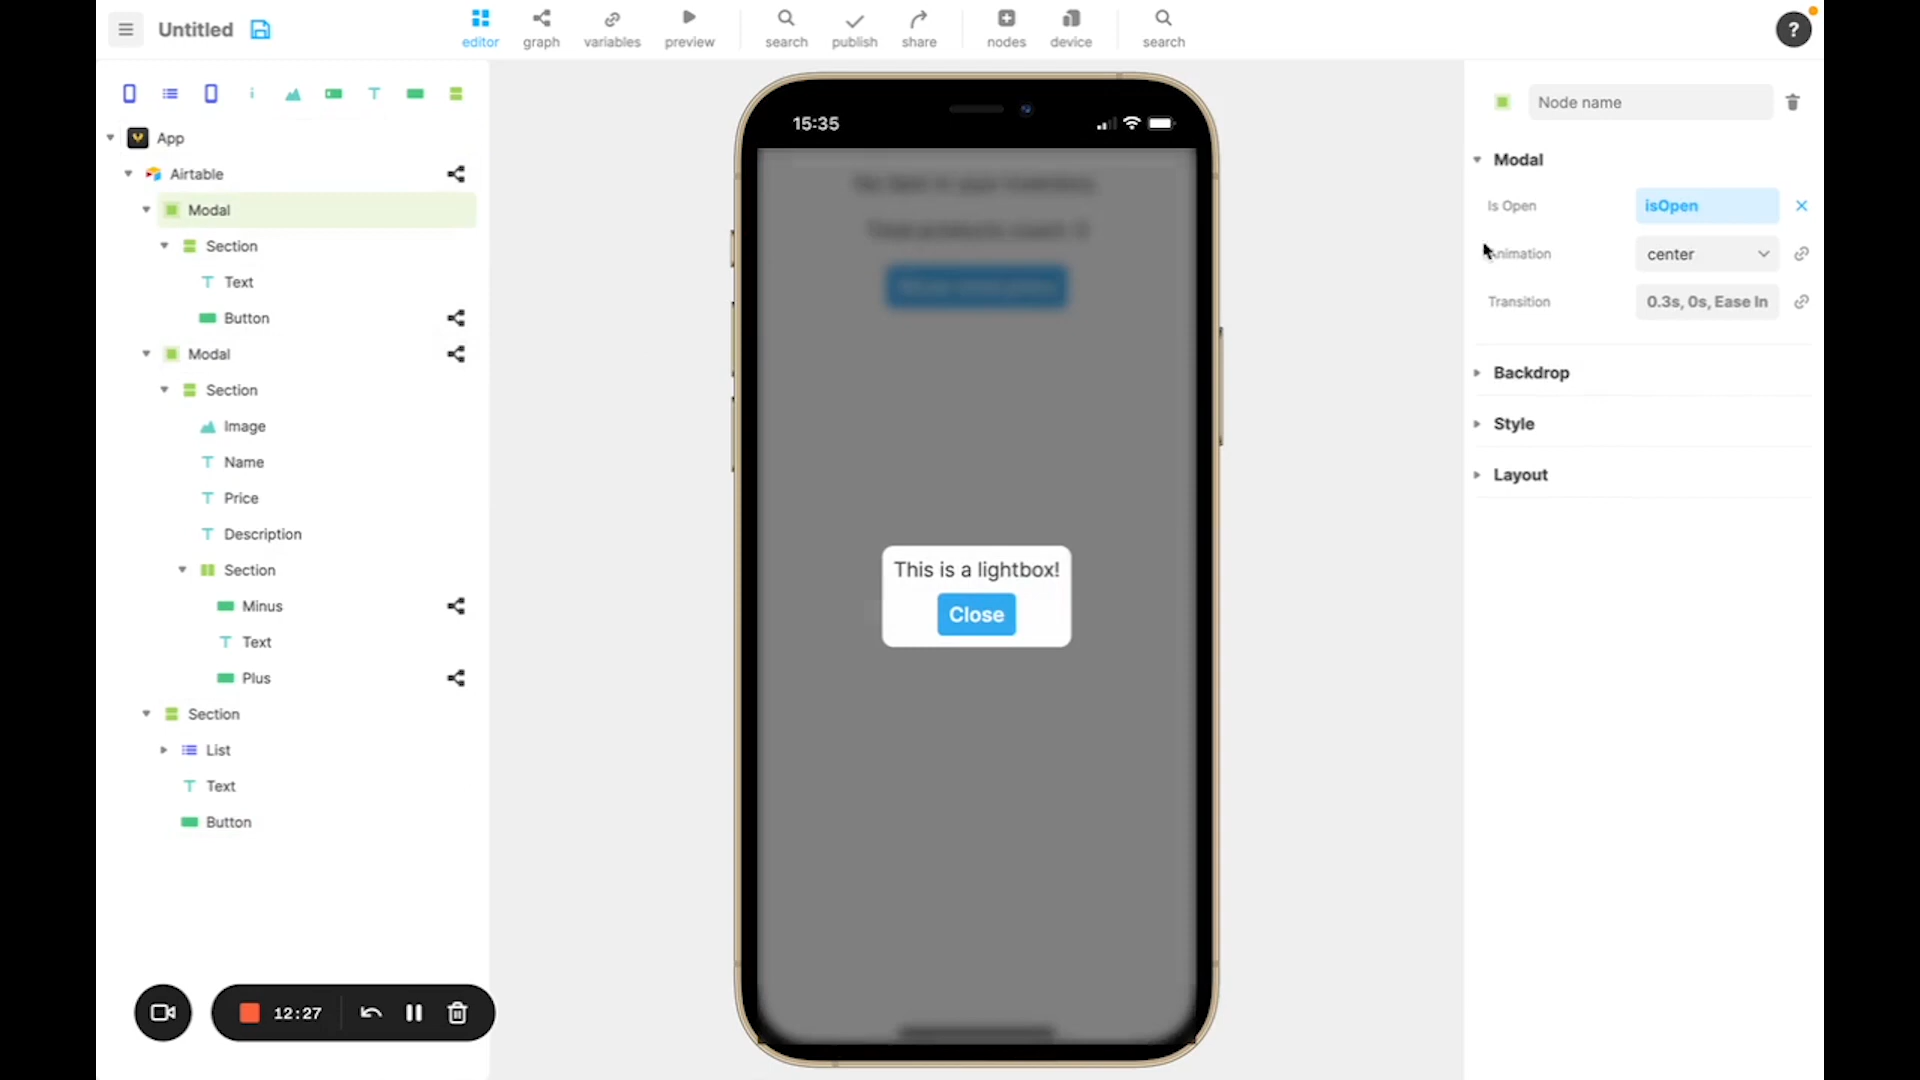 Untitled
editor
graph
variables
preview
search
publish
share
nodes
device
search
?
App
Airtable
Modal
Section
Text
Button
Modal
Section
Image
Name
Price
Description
Section
Minus
Text
Plus
Section
List
Text
Button
12:27
15:35
This is a lightbox!
Close
Node name
Modal
Is Open
isOpen
Animation
center
Transition
0.3s, 0s, Ease In
Backdrop
Style
Layout